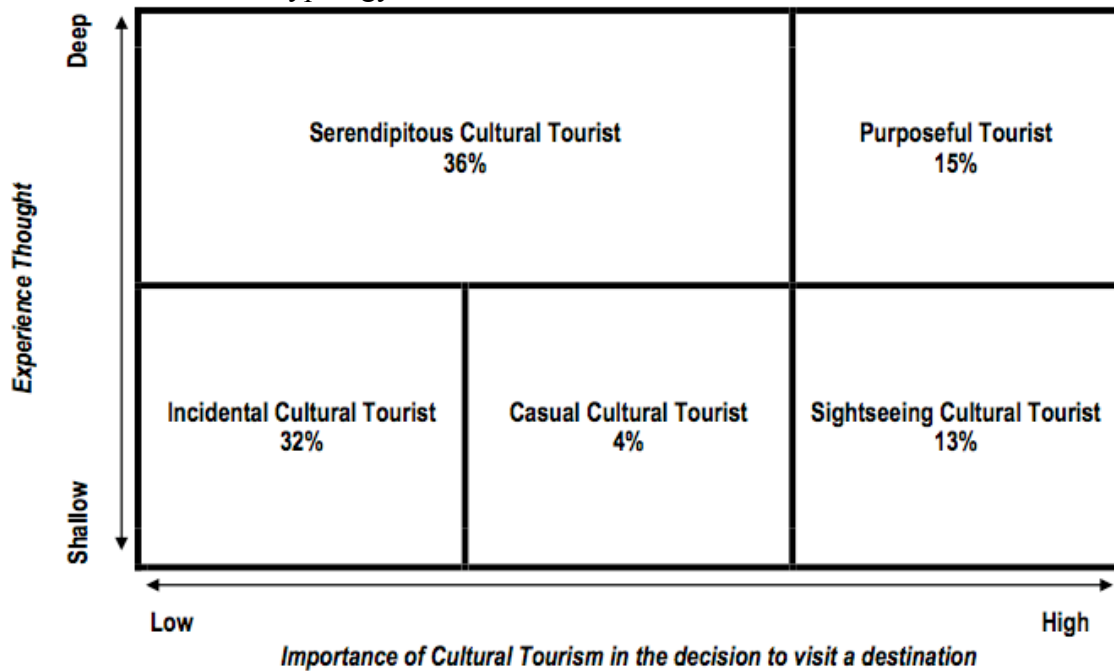 Deep
Serendipitous Cultural Tourist
36%
Purposeful Tourist
15%
Experience Thought
Incidental Cultural Tourist
32%
Casual Cultural Tourist
4%
Sightseeing Cultural Tourist
13%
Shallow
Low
High
Importance of Cultural Tourism in the decision to visit a destination